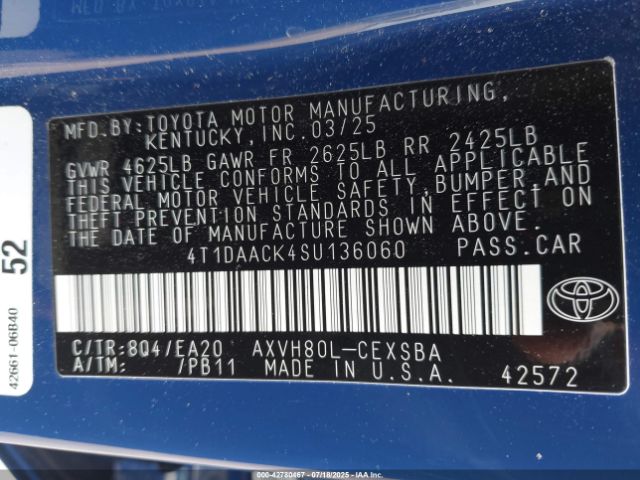 MFD.BY:TOYOTA MOTOR MANUFACTURING,
KENTUCKY,INC.03/25
GVWR 4625LB GAWR FR 2625LB RR 2425LB
THIS VEHICLE CONFORMS TO ALL APPLICABLE
FEDERAL MOTOR VEHICLE SAFETY,BUMPER,AND
THEFT PREVENTION STANDARDS IN EFFECT ON
THE DATE OF MANUFACTURE SHOWN ABOVE.
4T1DAACK4SU136060 PASS.CAR
C/TR:8Q4/EA20 AXVH80L-CEXSBA
A/TM: /PB11 MADE IN U.S.A. 42572
TOYOTA
52
42661-06B40
000-42780467 - 07/18/2025 - IAAI.COM